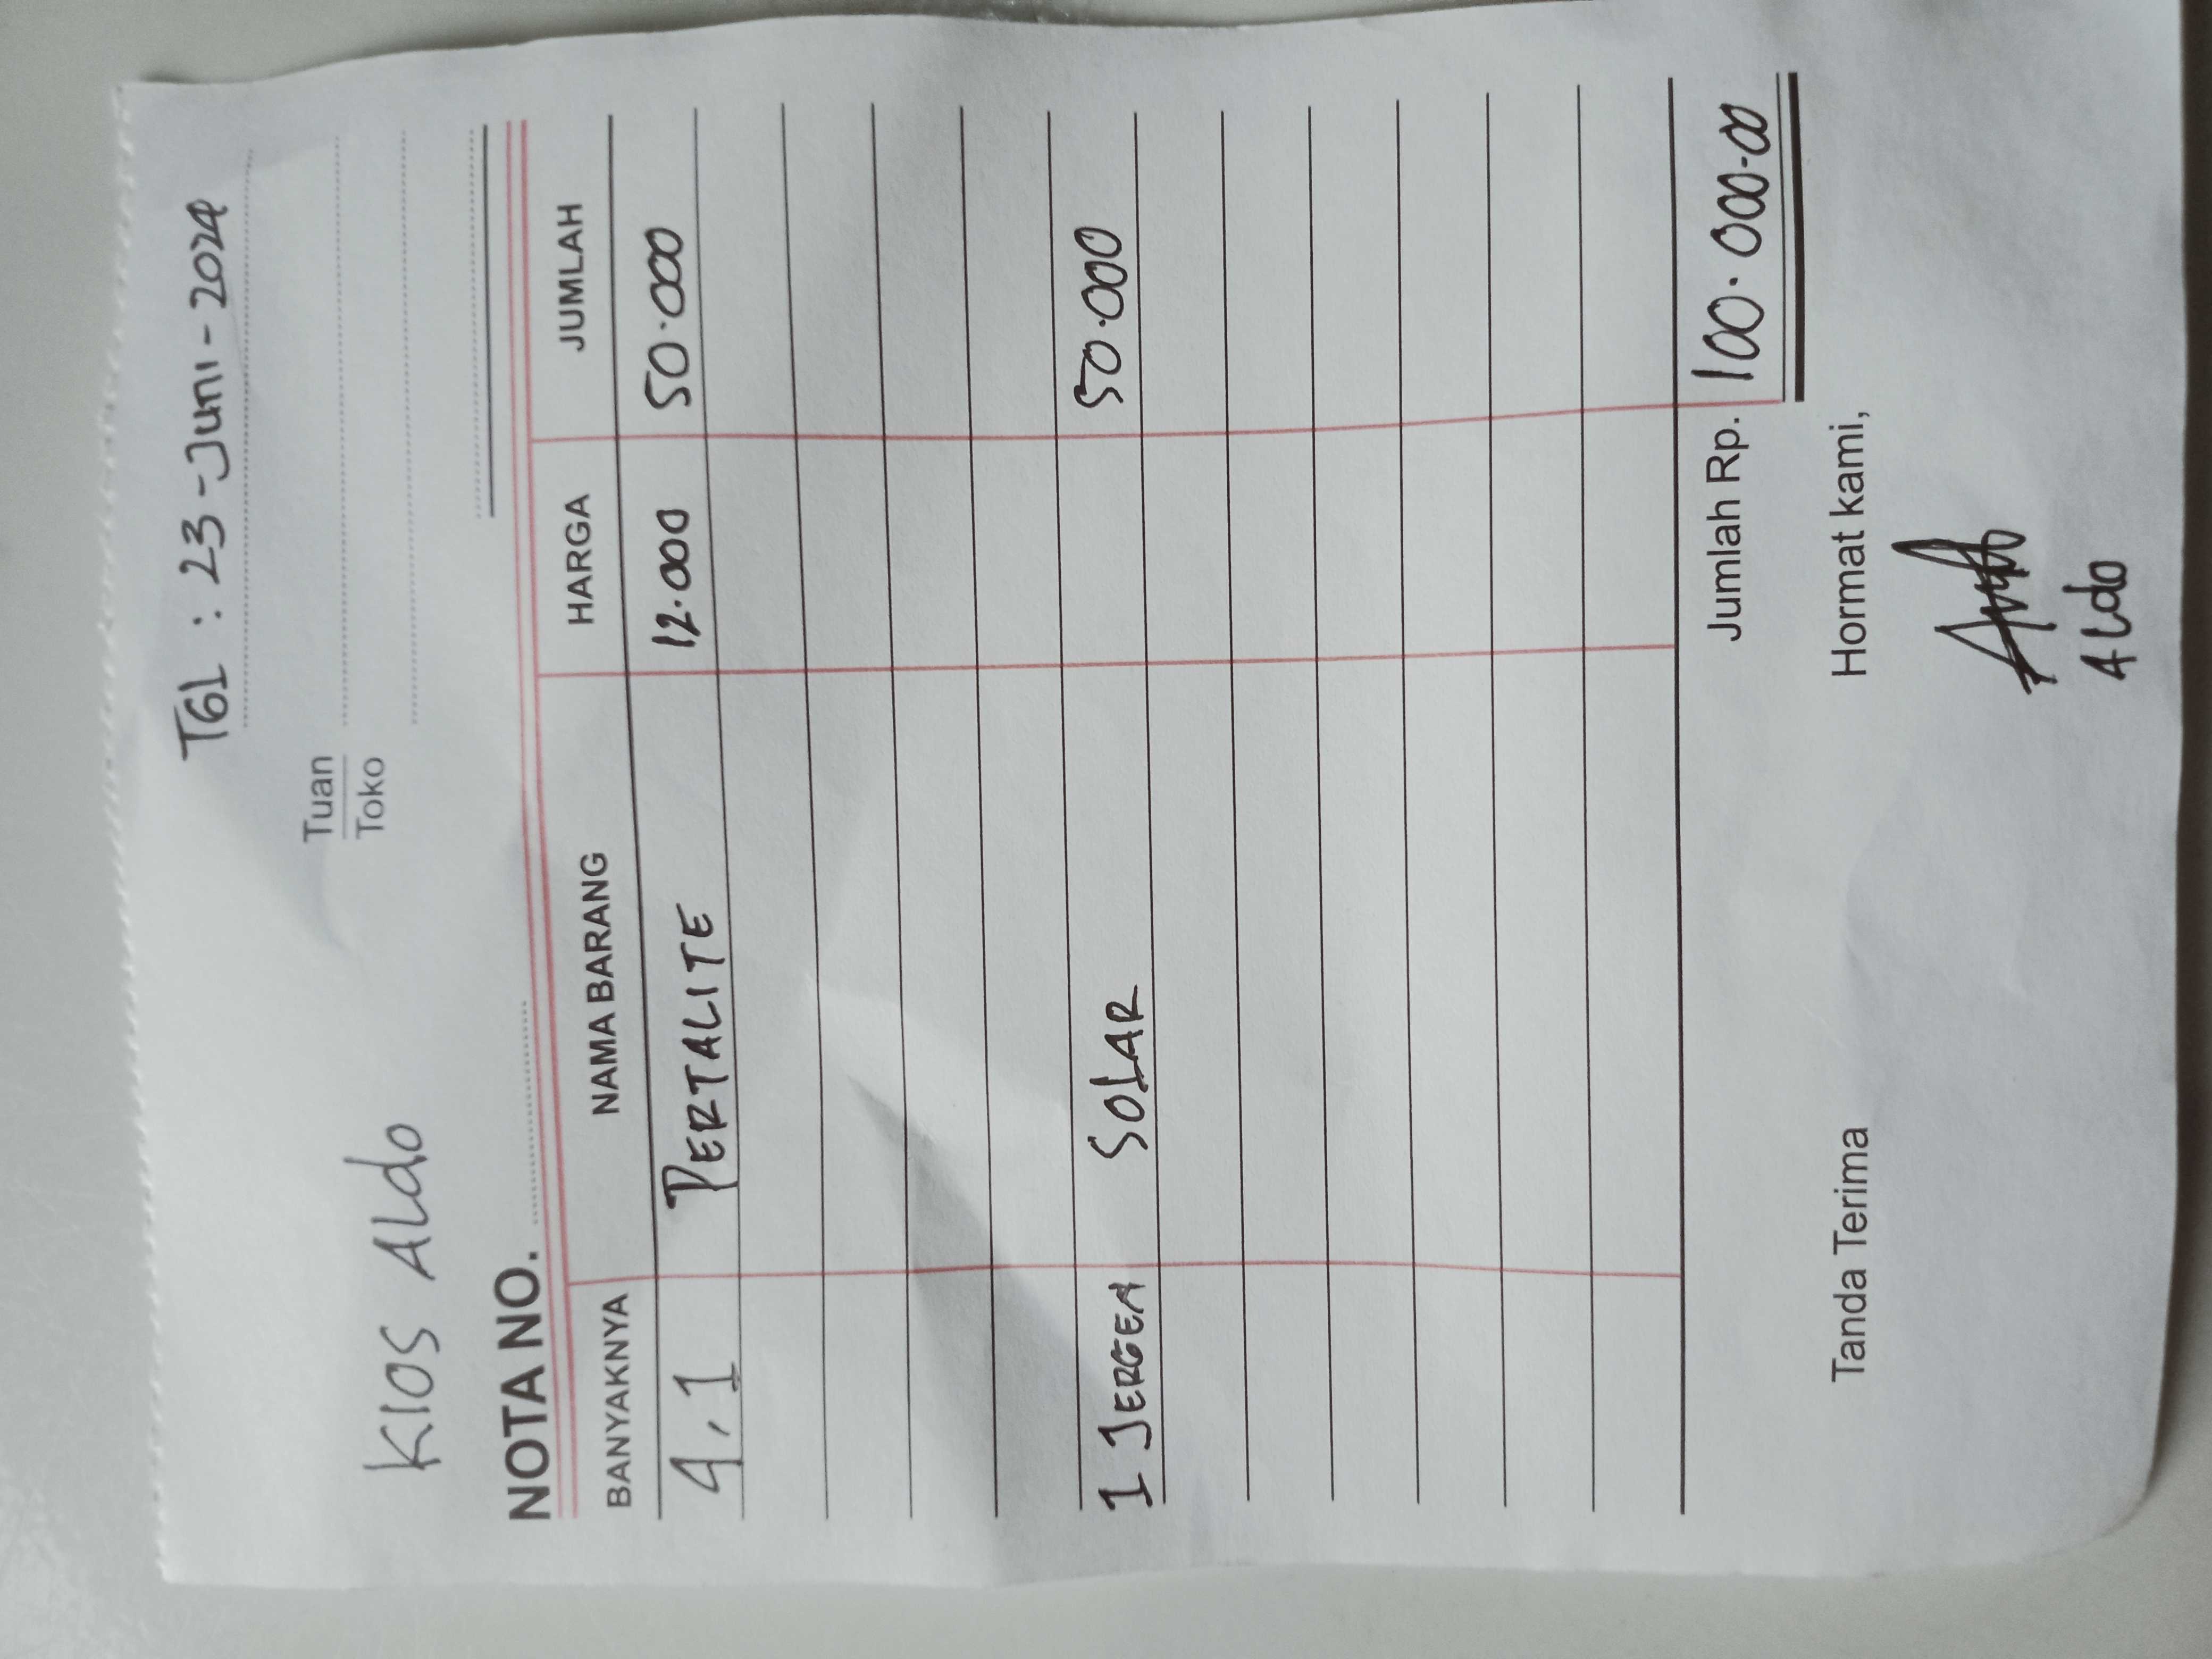 TGL : 23 - Juni - 2024
Tuan
Toko
KIOS ALdo
NOTA NO.
BANYAKNYA NAMA BARANG HARGA JUMLAH
4,1 PERTALITE 12.000 50.000
1 JERGEN SOLAR 50.000
Jumlah Rp. 100.000.00
Tanda Terima Hormat kami,
ALdo